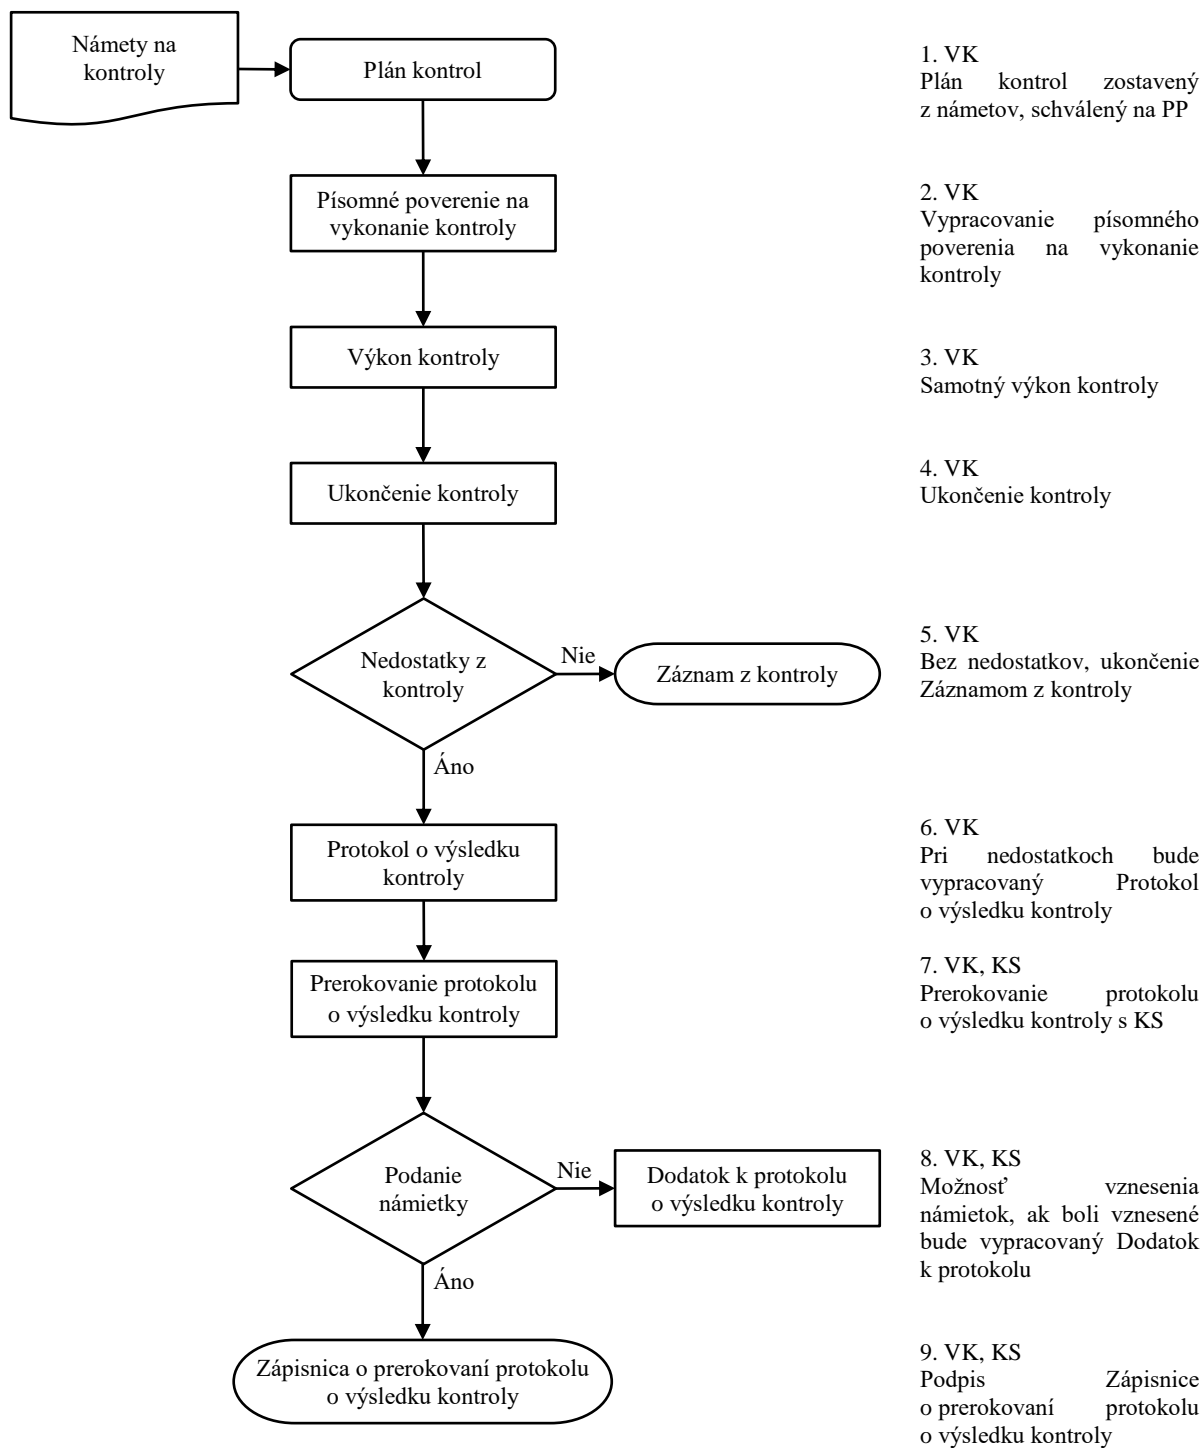 Námety na
kontroly
Plán kontrol
1. VK
Plán kontrol zostavený
z námetov, schválený na PP
Písomné poverenie na
vykonanie kontroly
2. VK
Vypracovanie písomného
poverenia na vykonanie
kontroly
Výkon kontroly
3. VK
Samotný výkon kontroly
Ukončenie kontroly
4. VK
Ukončenie kontroly
Nedostatky z
kontroly
Nie
Záznam z kontroly
5. VK
Bez nedostatkov, ukončenie
Záznamom z kontroly
Áno
Protokol o výsledku
kontroly
6. VK
Pri nedostatkoch bude
vypracovaný Protokol
o výsledku kontroly
Prerokovanie protokolu
o výsledku kontroly
7. VK, KS
Prerokovanie protokolu
o výsledku kontroly s KS
Podanie
námietky
Nie
Dodatok k protokolu
o výsledku kontroly
8. VK, KS
Možnosť vznesenia
námietok, ak boli vznesené
bude vypracovaný Dodatok
k protokolu
Áno
Zápisnica o prerokovaní protokolu
o výsledku kontroly
9. VK, KS
Podpis Zápisnice
o prerokovaní protokolu
o výsledku kontroly